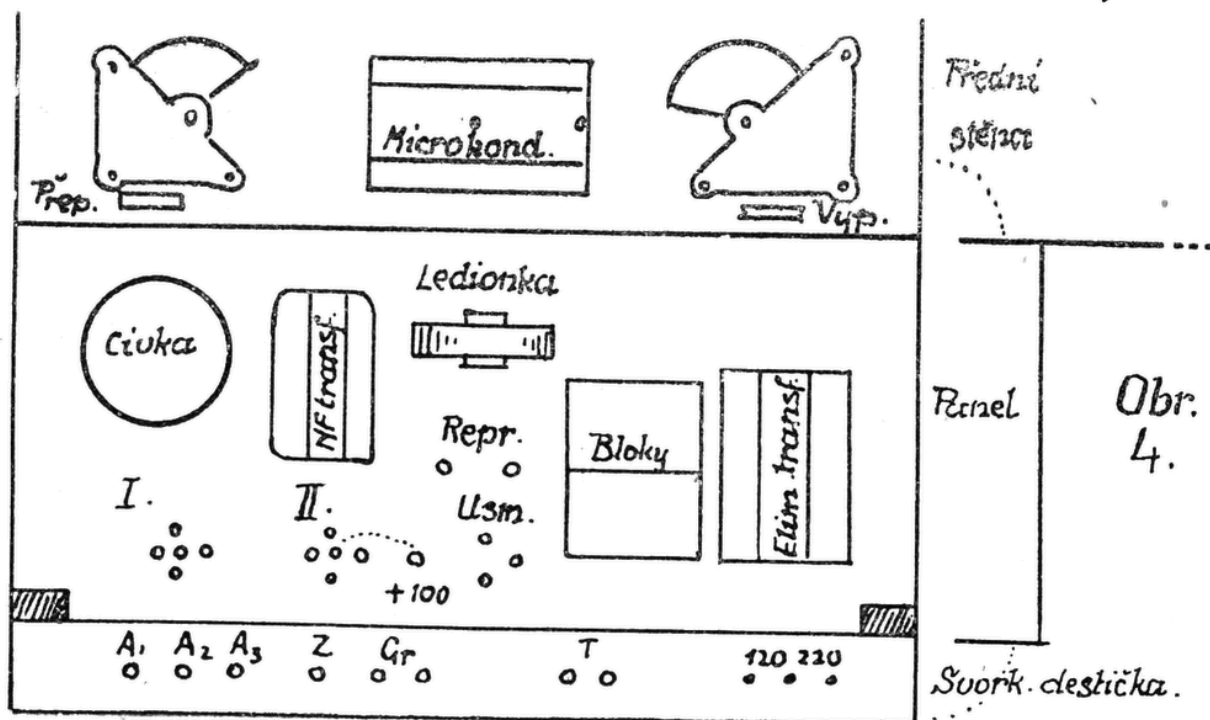 Přední
stěna
Microkond.
Přep.
Vyp.
Ledionka
Civka
NF transf.
Repr.
Bloky
Elim. transf.
Panel
Obr.
4.
I.
II.
Usm.
+100
A₁ A₂ A₃ Z Gr T 120 220
Svork. destička.